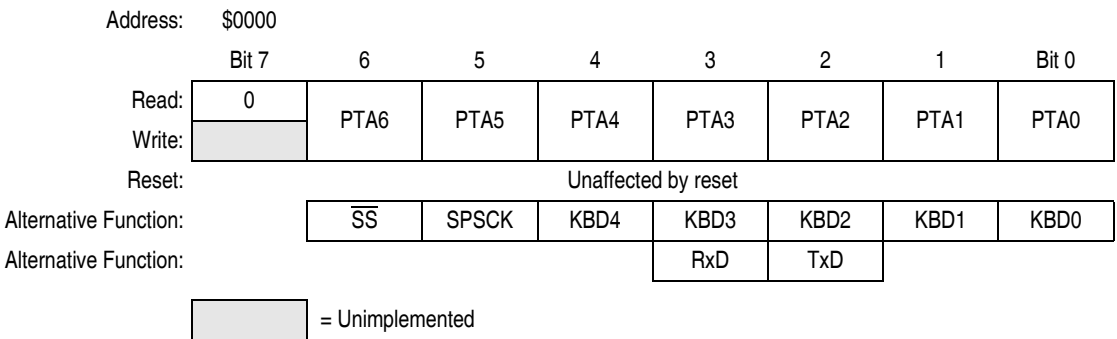 Address: $0000
Bit 7 6 5 4 3 2 1 Bit 0
Read: 0 PTA6 PTA5 PTA4 PTA3 PTA2 PTA1 PTA0
Write:
Reset: Unaffected by reset
Alternative Function: S̅S̅ SPSCK KBD4 KBD3 KBD2 KBD1 KBD0
Alternative Function: RxD TxD
= Unimplemented